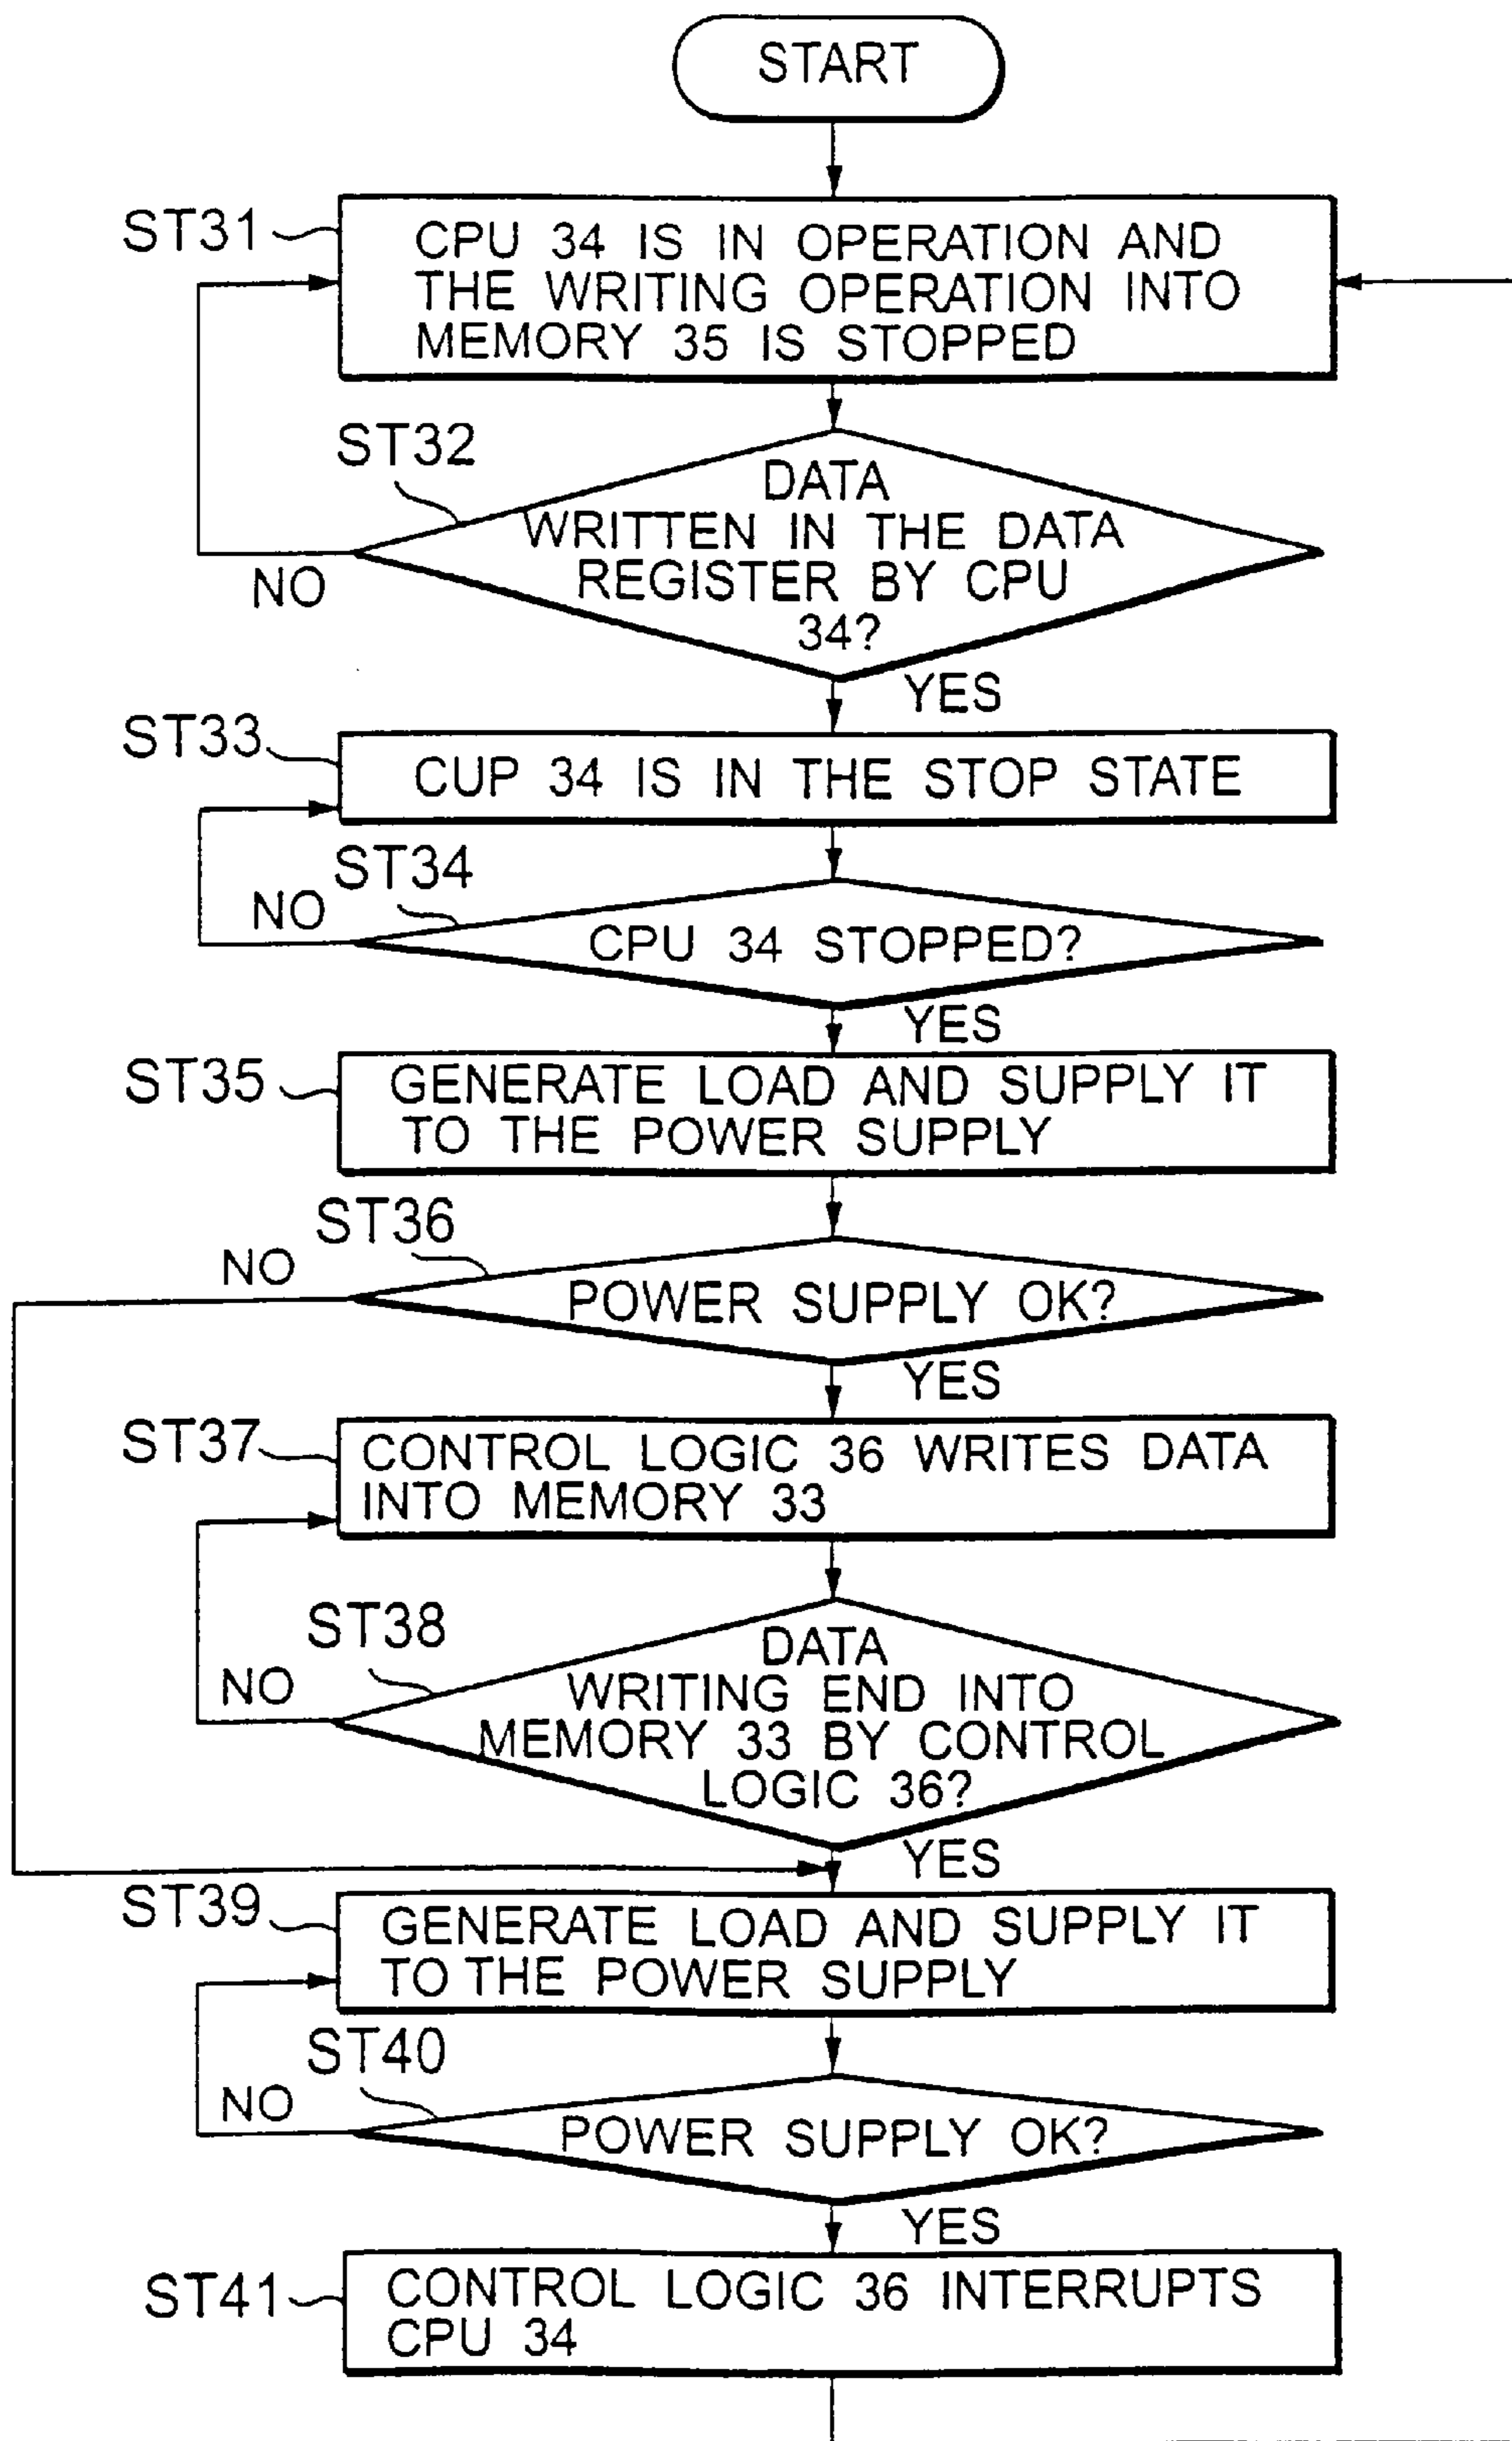 START
ST31
CPU 34 IS IN OPERATION AND
THE WRITING OPERATION INTO
MEMORY 35 IS STOPPED
ST32
DATA
WRITTEN IN THE DATA
REGISTER BY CPU
34?
NO
YES
ST33
CUP 34 IS IN THE STOP STATE
ST34
NO
CPU 34 STOPPED?
YES
ST35
GENERATE LOAD AND SUPPLY IT
TO THE POWER SUPPLY
ST36
NO
POWER SUPPLY OK?
YES
ST37
CONTROL LOGIC 36 WRITES DATA
INTO MEMORY 33
ST38
DATA
NO
WRITING END INTO
MEMORY 33 BY CONTROL
LOGIC 36?
YES
ST39
GENERATE LOAD AND SUPPLY IT
TO THE POWER SUPPLY
ST40
NO
POWER SUPPLY OK?
YES
ST41
CONTROL LOGIC 36 INTERRUPTS
CPU 34